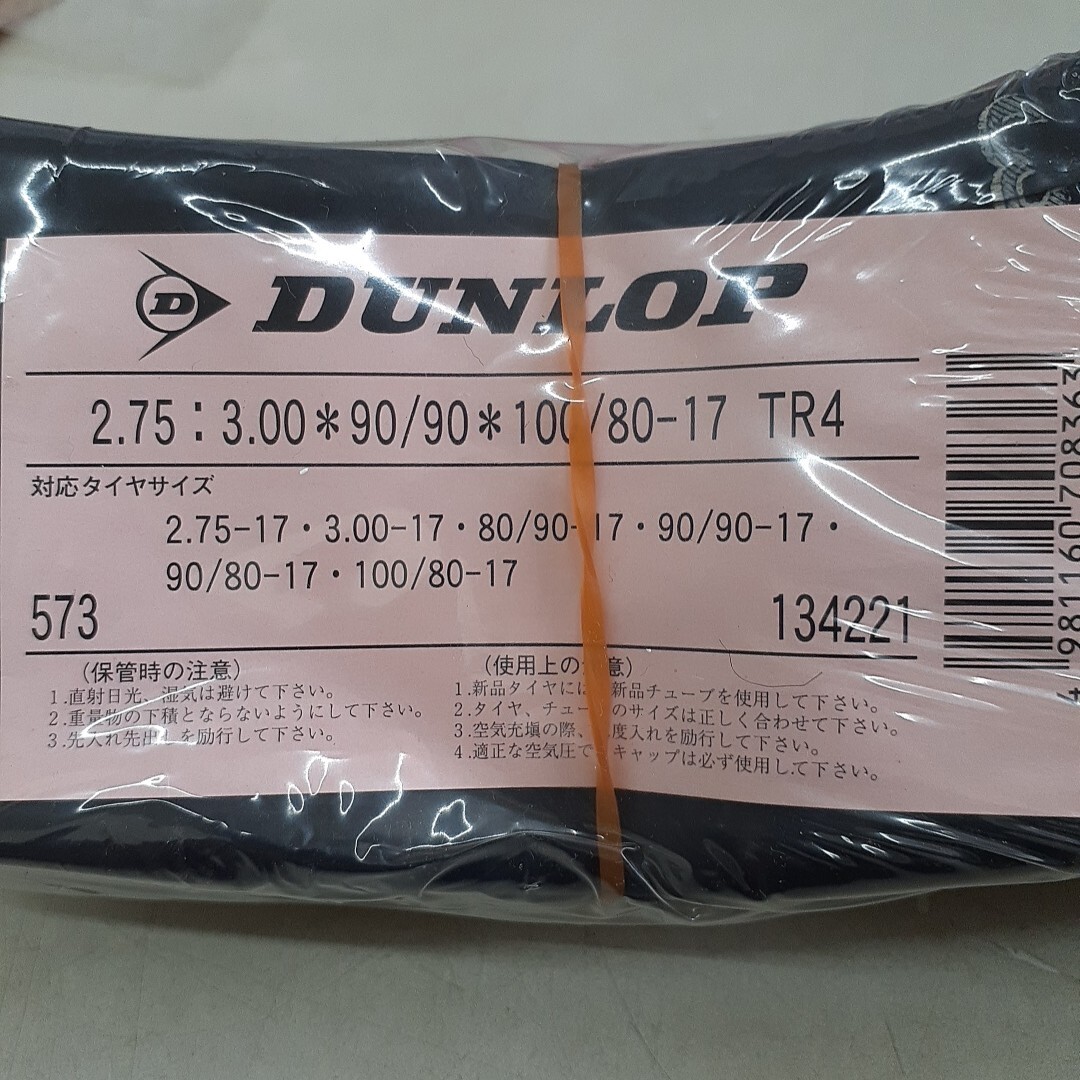 D DUNLOP
2.75：3.00＊90/90＊100/80-17 TR4
対応タイヤサイズ
2.75-17・3.00-17・80/90-17・90/90-17・
90/80-17・100/80-17
573
134221
(保管時の注意)
1.直射日光、湿気は避けて下さい。
2.重量物の下積とならないようにして下さい。
3.先入れ先出しを励行して下さい。
(使用上の注意)
1.新品タイヤには 新品チューブを使用して下さい。
2.タイヤ、チューブのサイズは正しく合わせて下さい。
3.空気充塡の際、 度入れを励行して下さい。
4.適正な空気圧で キャップは必ず使用して下さい。
4 981160 708363